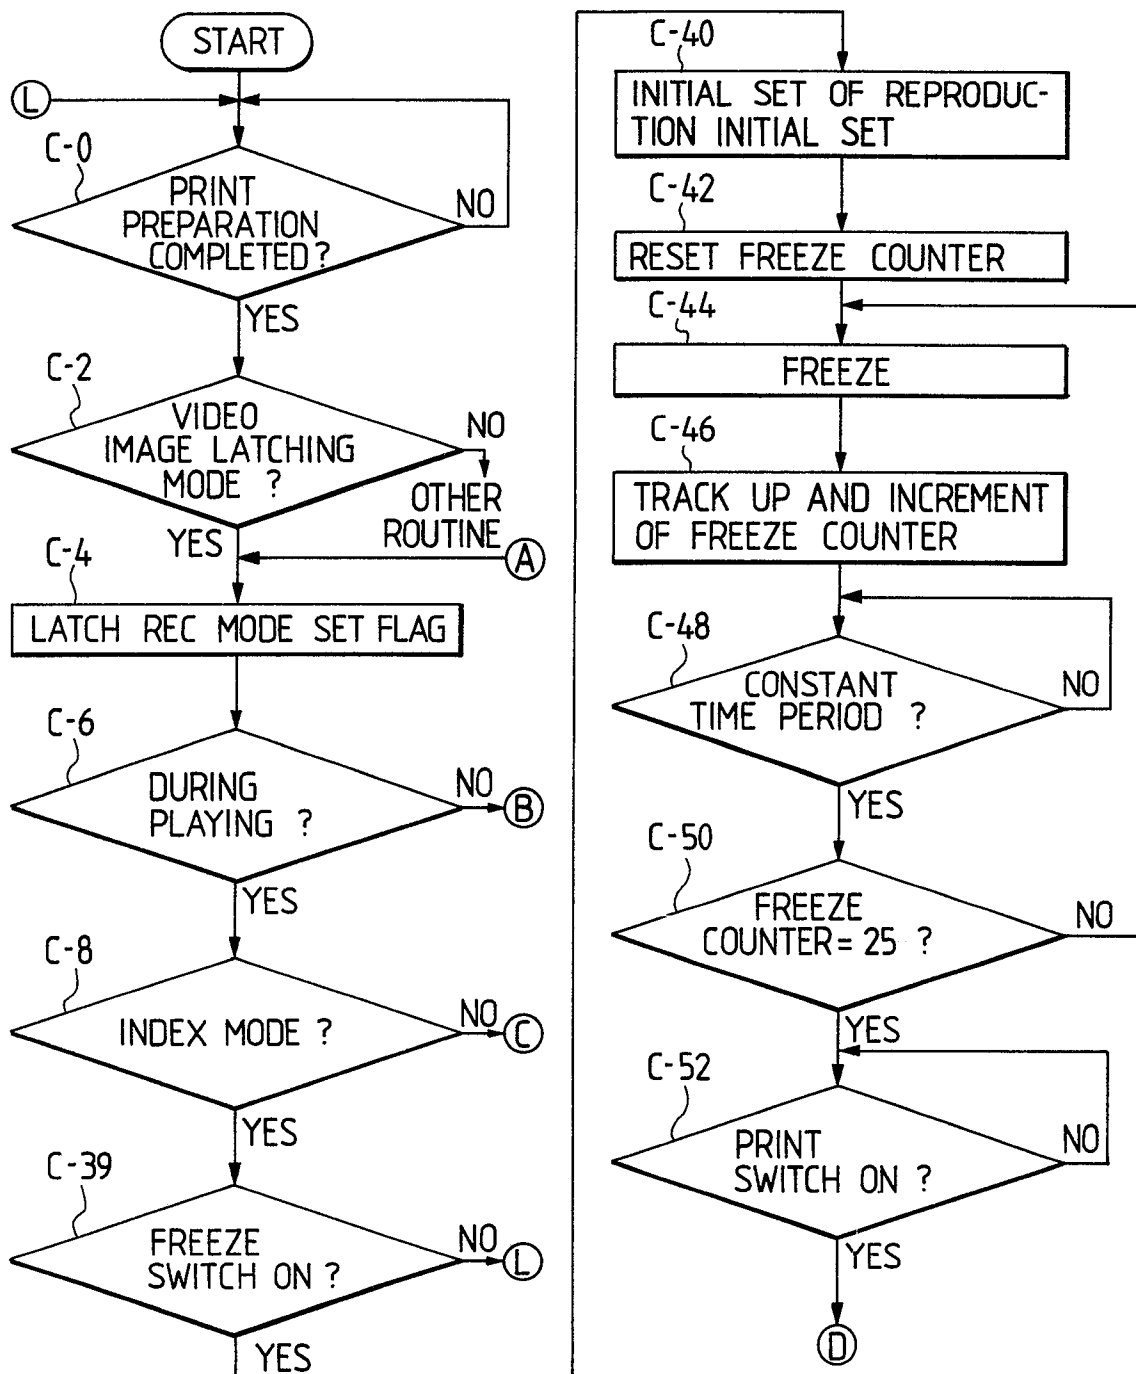 START
L
C-0
PRINT
PREPARATION
COMPLETED?
NO
YES
C-2
VIDEO
IMAGE LATCHING
MODE ?
NO
OTHER
ROUTINE
YES
A
C-4
LATCH REC MODE SET FLAG
C-6
DURING
PLAYING ?
NO
B
YES
C-8
INDEX MODE ?
NO
C
YES
C-39
FREEZE
SWITCH ON ?
NO
L
YES
C-40
INITIAL SET OF REPRODUC-
TION INITIAL SET
C-42
RESET FREEZE COUNTER
C-44
FREEZE
C-46
TRACK UP AND INCREMENT
OF FREEZE COUNTER
C-48
CONSTANT
TIME PERIOD ?
NO
YES
C-50
FREEZE
COUNTER= 25 ?
NO
YES
C-52
PRINT
SWITCH ON ?
NO
YES
D